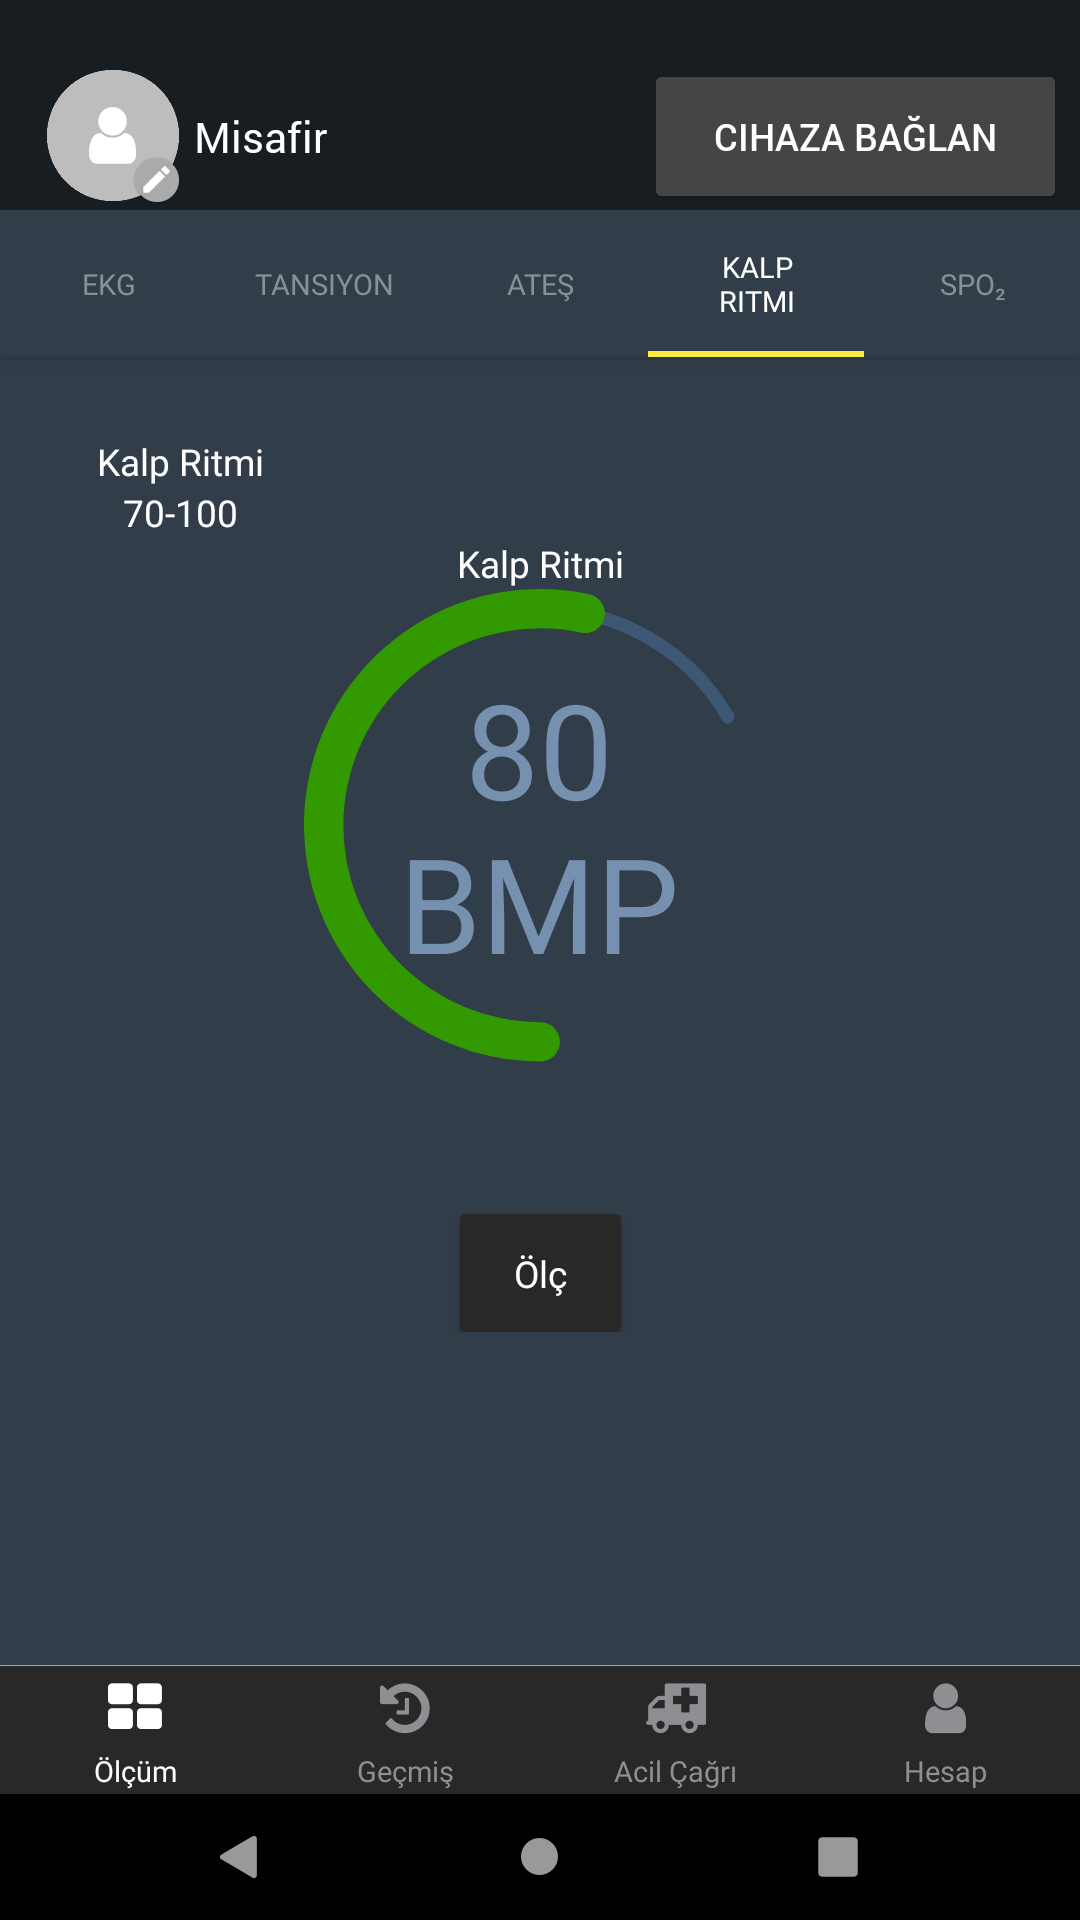 Misafir
CIHAZA BAĞLAN
EKG
TANSIYON
ATEŞ
KALP
RITMI
SPO₂
Kalp Ritmi
70-100
Kalp Ritmi
80
BMP
Ölç
Ölçüm
Geçmiş
Acil Çağrı
Hesap